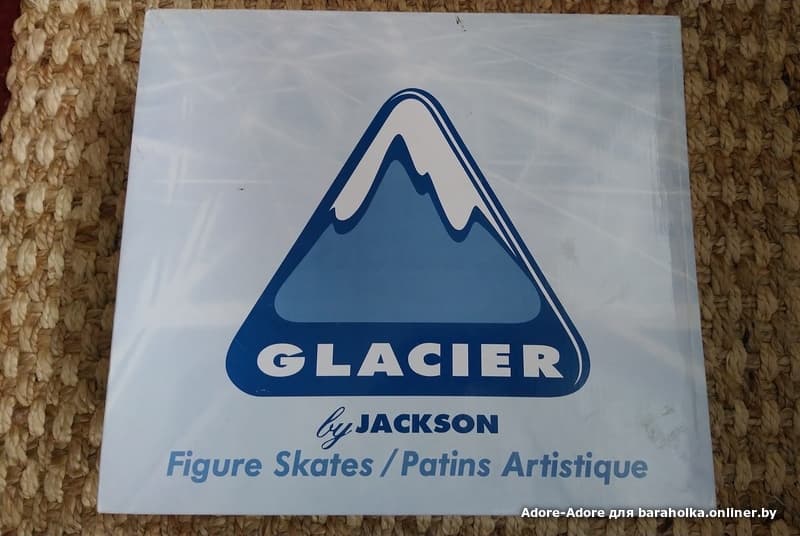 GLACIER
by JACKSON
Figure Skates / Patins Artistique
Adore-Adore для baraholka.onliner.by